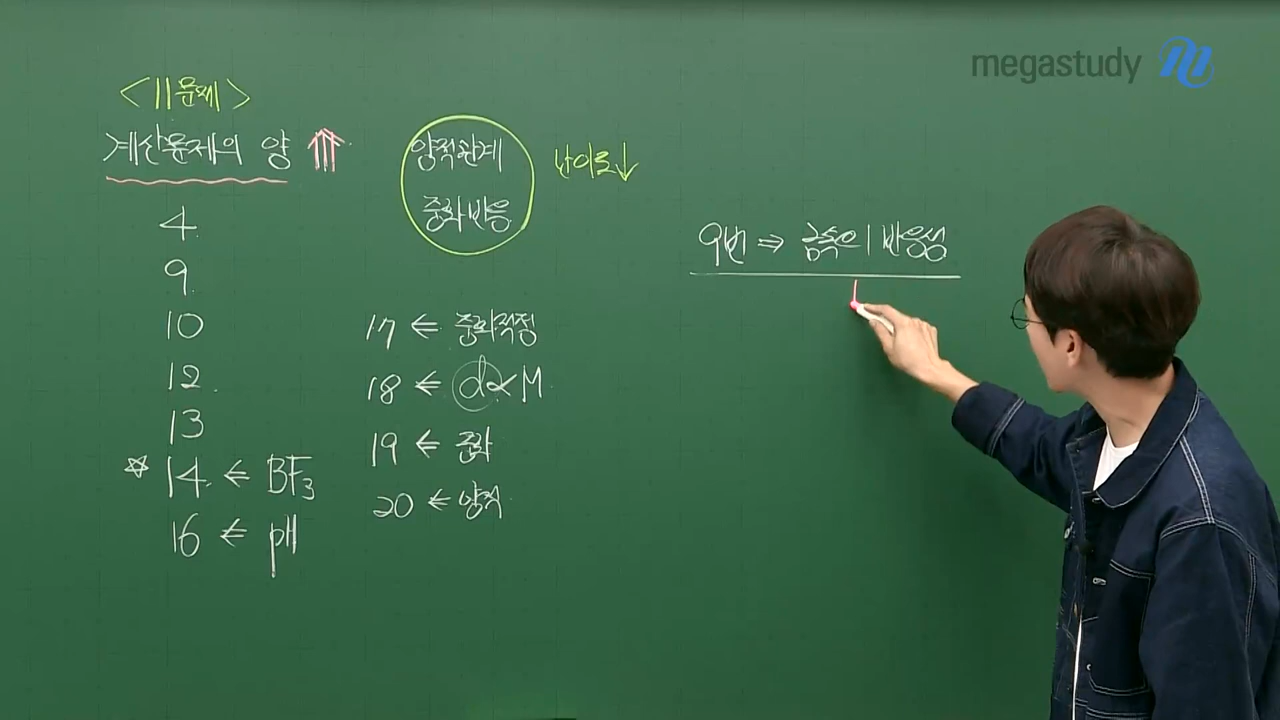 megastudy
<11문제>
계산문제의 양 ⇑
4.
9.
10
12.
13
☆ 14. ⇐ BF₃
16 ⇐ pH
양적관계
중화반응
난이도↓
17 ⇐ 중화적정
18 ⇐ d∝M
19 ⇐ 중화
20 ⇐ 양적
9번 ⇒ 금속의 반응성